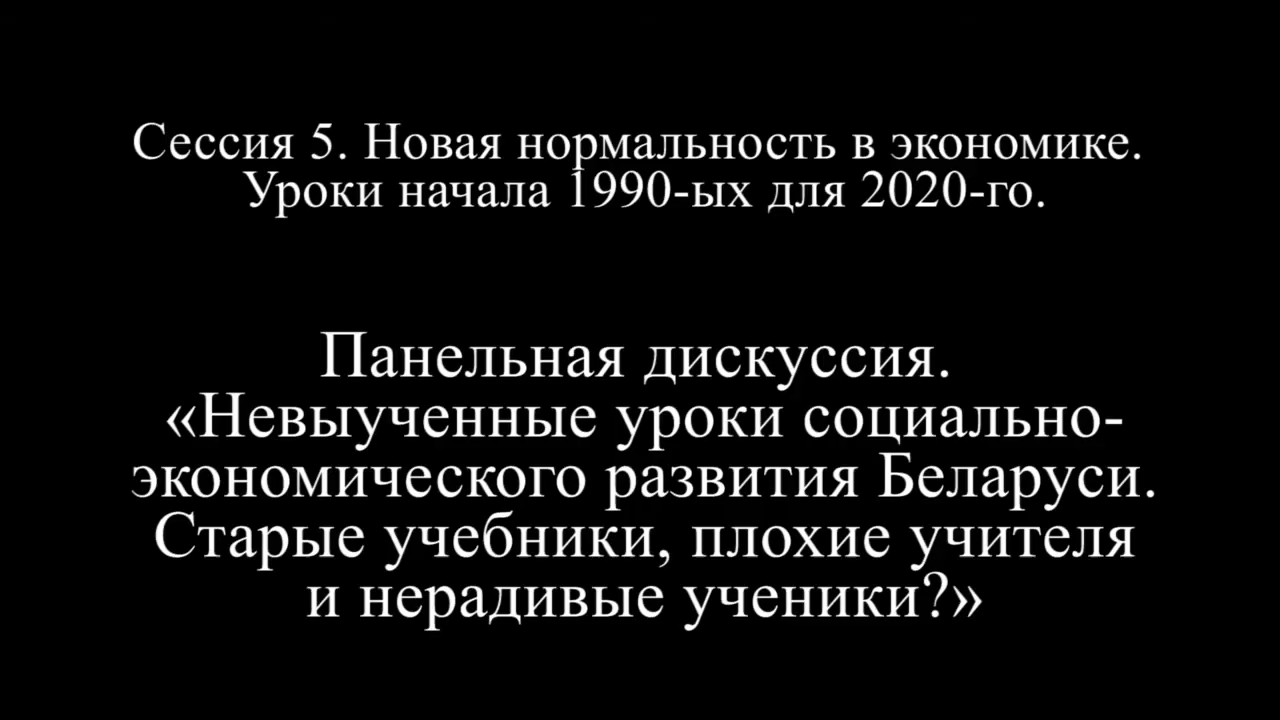 Сессия 5. Новая нормальность в экономике.
Уроки начала 1990-ых для 2020-го.
Панельная дискуссия.
«Невыученные уроки социально-
экономического развития Беларуси.
Старые учебники, плохие учителя
и нерадивые ученики?»